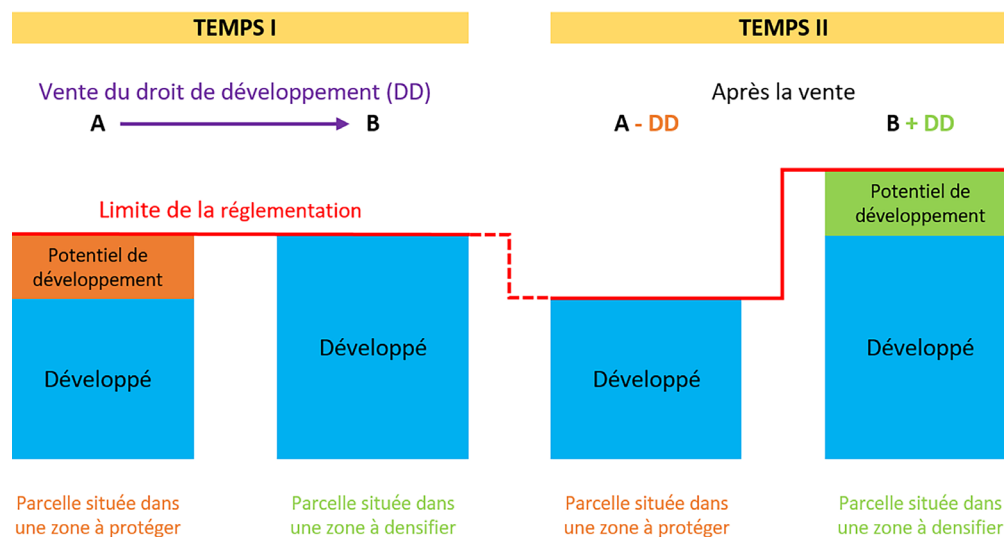 TEMPS I
TEMPS II
Vente du droit de développement (DD)
A
B
Après la vente
A - DD
B + DD
Limite de la réglementation
Potentiel de
développement
Développé
Développé
Développé
Potentiel de
développement
Développé
Parcelle située dans
une zone à protéger
Parcelle située dans
une zone à densifier
Parcelle située dans
une zone à protéger
Parcelle située dans
une zone à densifier